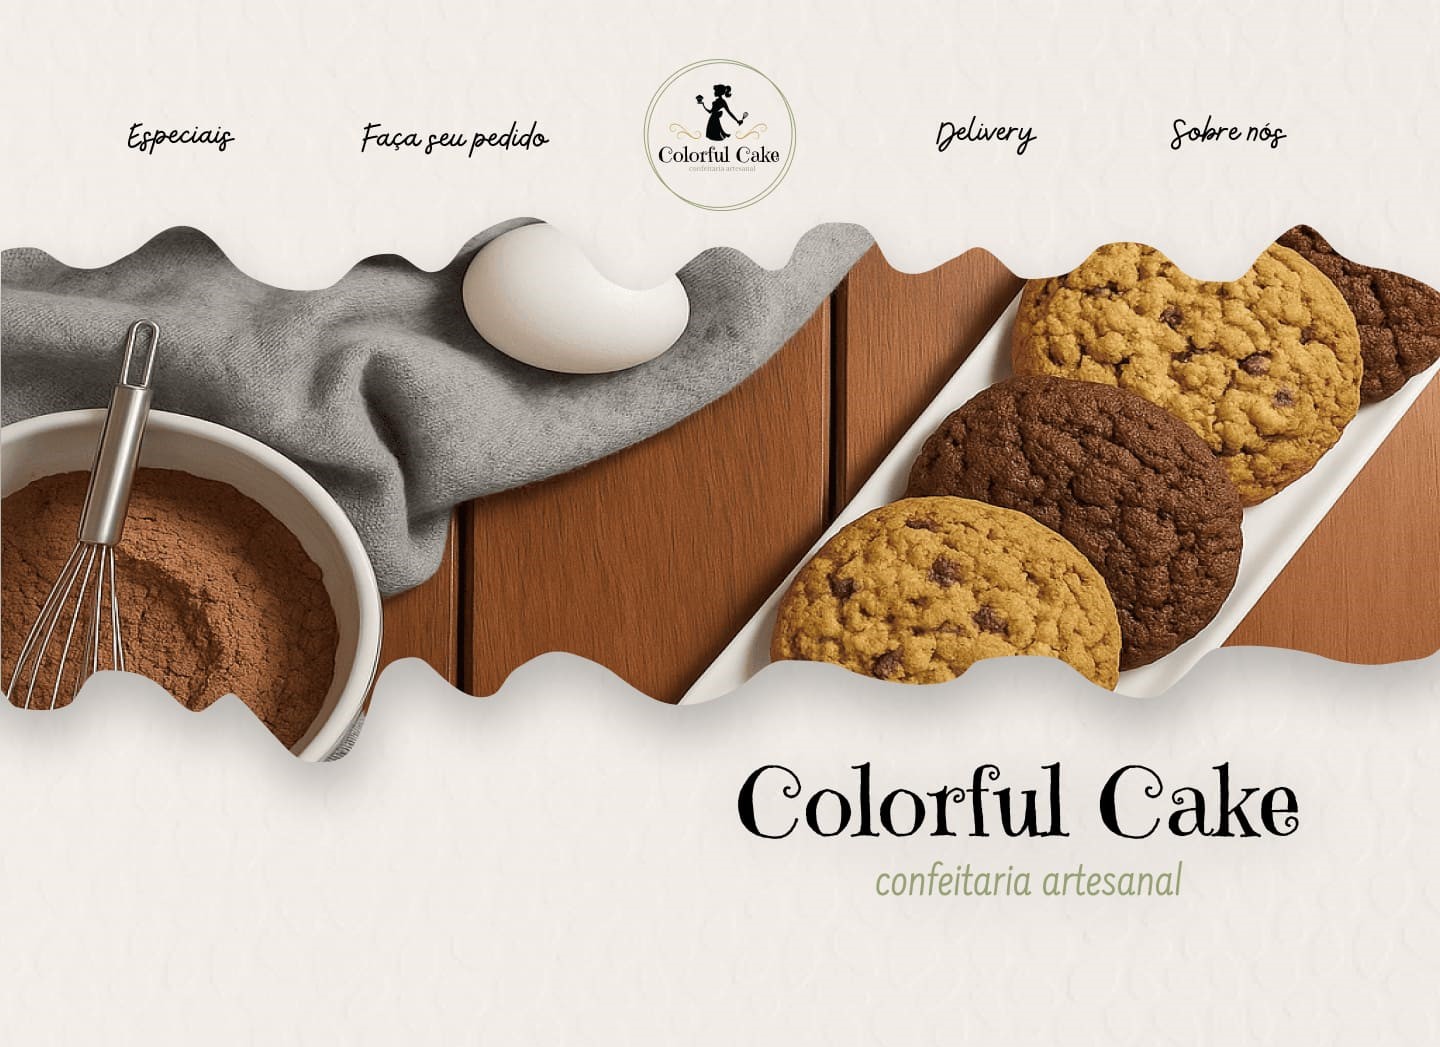 Especiais
Faça seu pedido
Colorful Cake
confeitaria artesanal
Delivery
Sobre nós
Colorful Cake
confeitaria artesanal